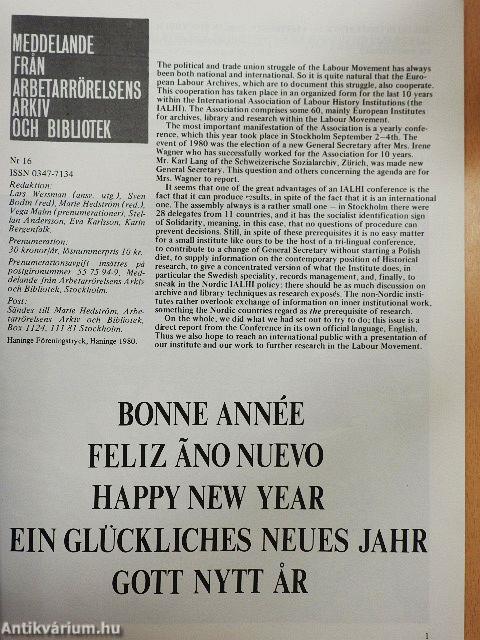 MEDDELANDE
FRÅN
ARBETARRÖRELSENS
ARKIV
OCH BIBLIOTEK
Nr 16
ISSN 0347-7134
Redaktion:
Lars Wessman (ansv. utg.), Sven
Bodin (red), Marie Hedström (red.),
Vega Malm (prenumerationer), Stel-
lan Andersson, Eva Karlsson, Karin
Bergenfalk.
Prenumeration:
30 kronor/år, lösnummerpris 10 kr.
Prenumerationsavgift insättes på
postgironummer 55 75 94-9, Med-
delande från Arbetarrörelsens Arkiv
och Bibliotek, Stockholm.
Post:
Sändes till Marie Hedström, Arbe-
tarrörelsens Arkiv och Bibliotek,
Box 1124, 111 81 Stockholm.
Haninge Föreningstryck, Haninge 1980.
The political and trade union struggle of the Labour Movement has always
been both national and international. So it is quite natural that the Euro-
pean Labour Archives, which are to document this struggle, also cooperate.
This cooperation has taken place in an organized form for the last 10 years
within the International Association of Labour History Institutions (the
IALHI). The Association comprises some 60, mainly European Institutes
for archives, library and research within the Labour Movement.
The most important manifestation of the Association is a yearly confe-
rence, which this year took place in Stockholm September 2—4th. The
event of 1980 was the election of a new General Secretary after Mrs. Irene
Wagner who has successfully worked for the Association for 10 years.
Mr. Karl Lang of the Schweizerische Sozialarchiv, Zürich, was made new
General Secretary. This question and others concerning the agenda are for
Mrs. Wagner to report.
It seems that one of the great advantages of an IALHI conference is the
fact that it can produce results, in spite of the fact that it is an international
one. The assembly always is a rather small one — in Stockholm there were
28 delegates from 11 countries, and it has the socialist identification sign
of Solidarity, meaning, in this case, that no questions of procedure can
prevent decisions. Still, in spite of these prerequisites it is no easy matter
for a small institute like ours to be the host of a tri-lingual conference,
to contribute to a change of General Secretary without starting a Polish
diet, to supply information on the contemporary position of Historical
research, to give a concentrated version of what the Institute does, in
particular the Swedish speciality, records management, and, finally, to
sneak in the Nordic IALHI policy: there should be as much discussion on
archive and library techniques as research exposés. The non-Nordic insti-
tutes rather overlook exchange of information on inner institutional work,
something the Nordic countries regard as the prerequisite of research.
On the whole, we did what we had set out to try to do; this issue is a
direct report from the Conference in its own official language, English.
Thus we also hope to reach an international public with a presentation of
our institute and our work to further research in the Labour Movement.
BONNE ANNÉE
FELIZ ÃNO NUEVO
HAPPY NEW YEAR
EIN GLÜCKLICHES NEUES JAHR
GOTT NYTT ÅR
1
Antikvárium.hu